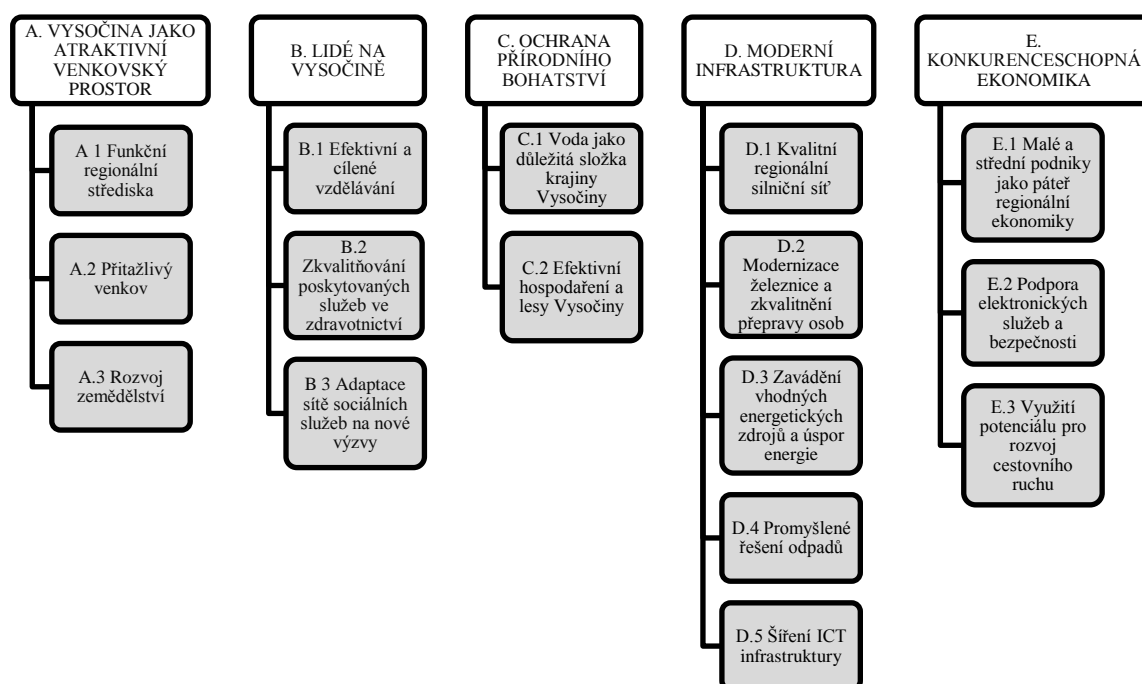 A. VYSOČINA JAKO
ATRAKTIVNÍ
VENKOVSKÝ
PROSTOR
A 1 Funkční
regionální
střediska
A.2 Přitažlivý
venkov
A.3 Rozvoj
zemědělství
B. LIDÉ NA
VYSOČINĚ
B.1 Efektivní a
cílené
vzdělávání
B.2
Zkvalitňování
poskytovaných
služeb ve
zdravotnictví
B 3 Adaptace
sítě sociálních
služeb na nové
výzvy
C. OCHRANA
PŘÍRODNÍHO
BOHATSTVÍ
C.1 Voda jako
důležitá složka
krajiny
Vysočiny
C.2 Efektivní
hospodaření a
lesy Vysočiny
D. MODERNÍ
INFRASTRUKTURA
D.1 Kvalitní
regionální
silniční síť
D.2
Modernizace
železnice a
zkvalitnění
přepravy osob
D.3 Zavádění
vhodných
energetických
zdrojů a úspor
energie
D.4 Promyšlené
řešení odpadů
D.5 Šíření ICT
infrastruktury
E.
KONKURENCESCHOPNÁ
EKONOMIKA
E.1 Malé a
střední podniky
jako páteř
regionální
ekonomiky
E.2 Podpora
elektronických
služeb a
bezpečnosti
E.3 Využití
potenciálu pro
rozvoj
cestovního
ruchu